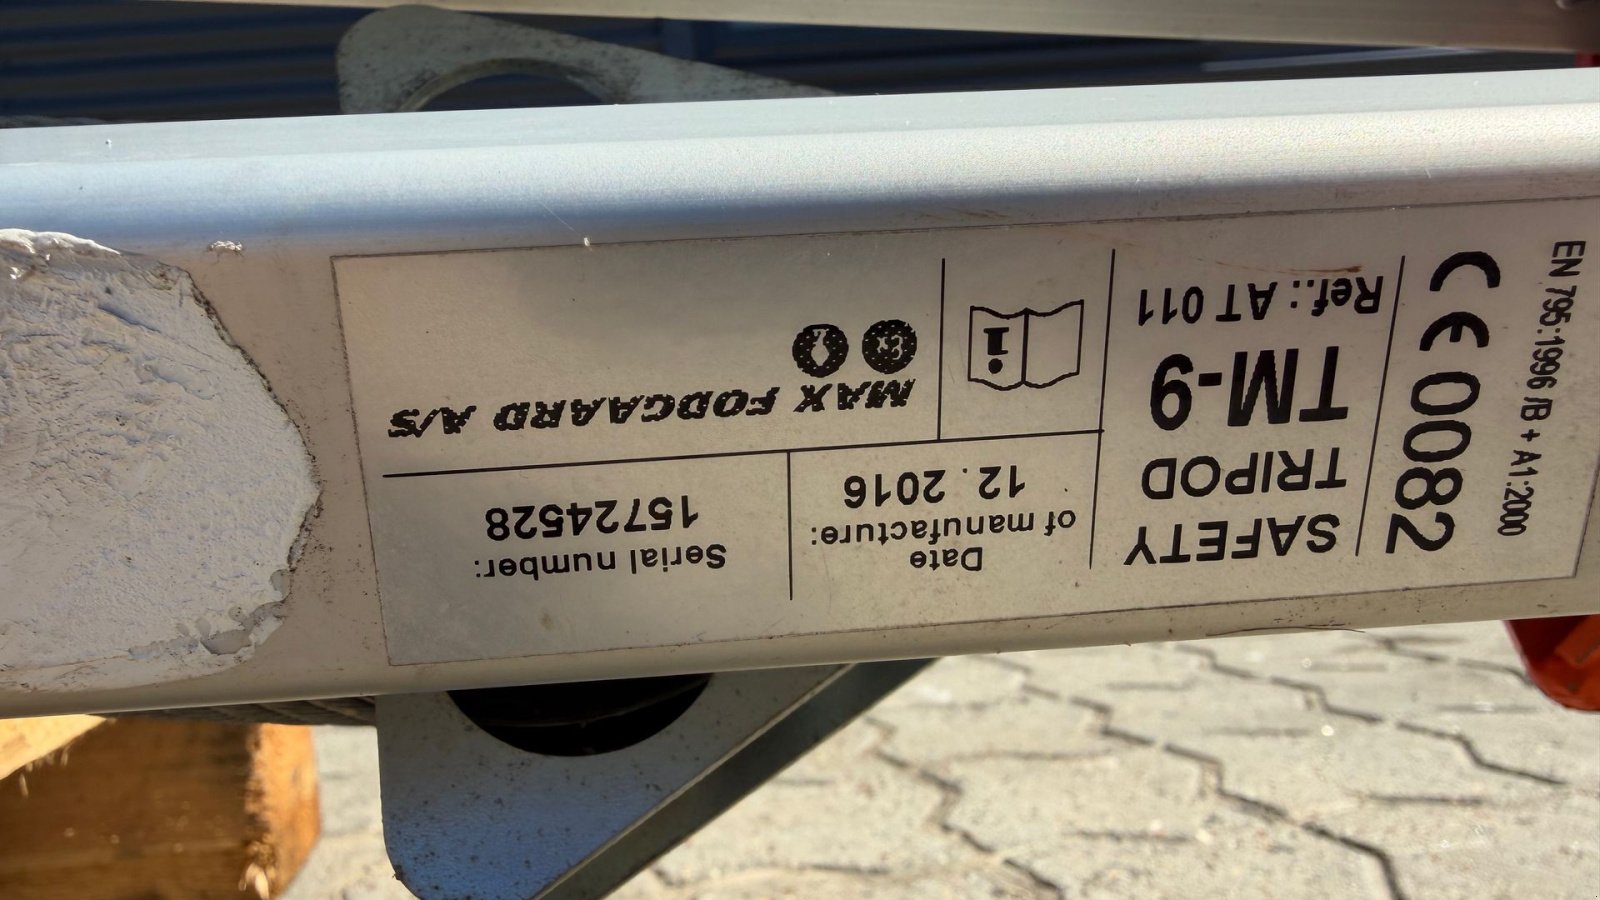 CE 0082
EN 795:1996 /B + A1:2000
SAFETY
TRIPOD
TM-9
Ref.: AT 011
Date
of manufacture:
12. 2016
Serial number:
15724528
i
MAX FODGAARD A/S